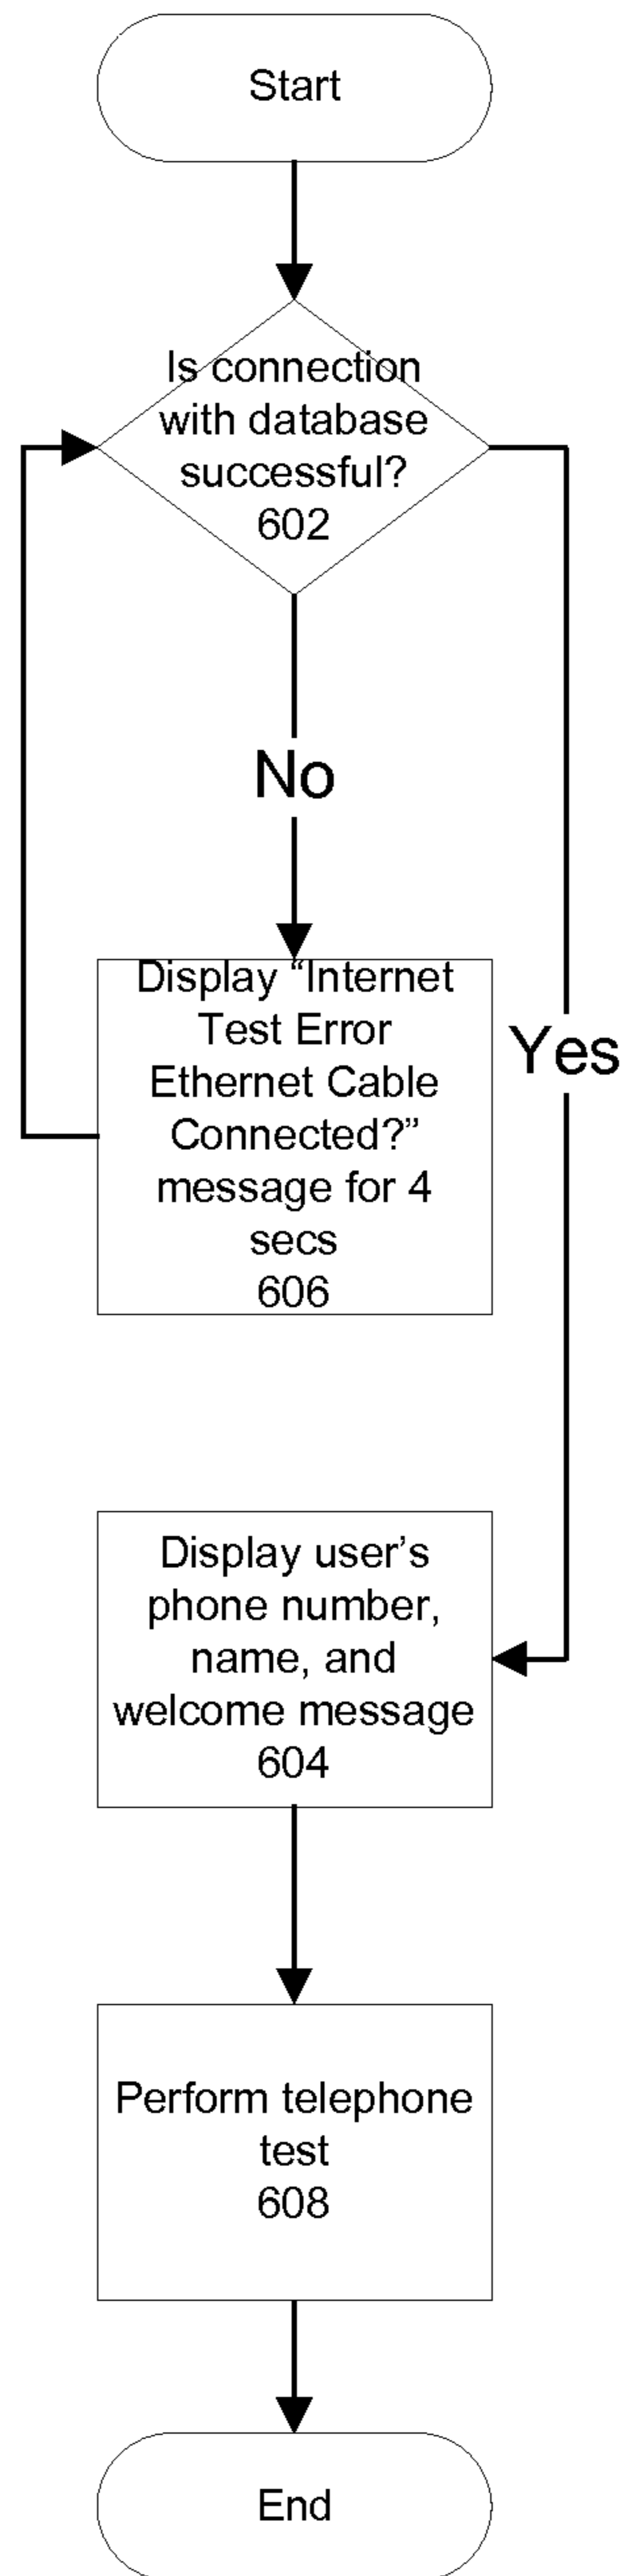 Start
Is connection
with database
successful?
602
No
Display “Internet
Test Error
Ethernet Cable
Connected?”
message for 4
secs
606
Yes
Display user’s
phone number,
name, and
welcome message
604
Perform telephone
test
608
End